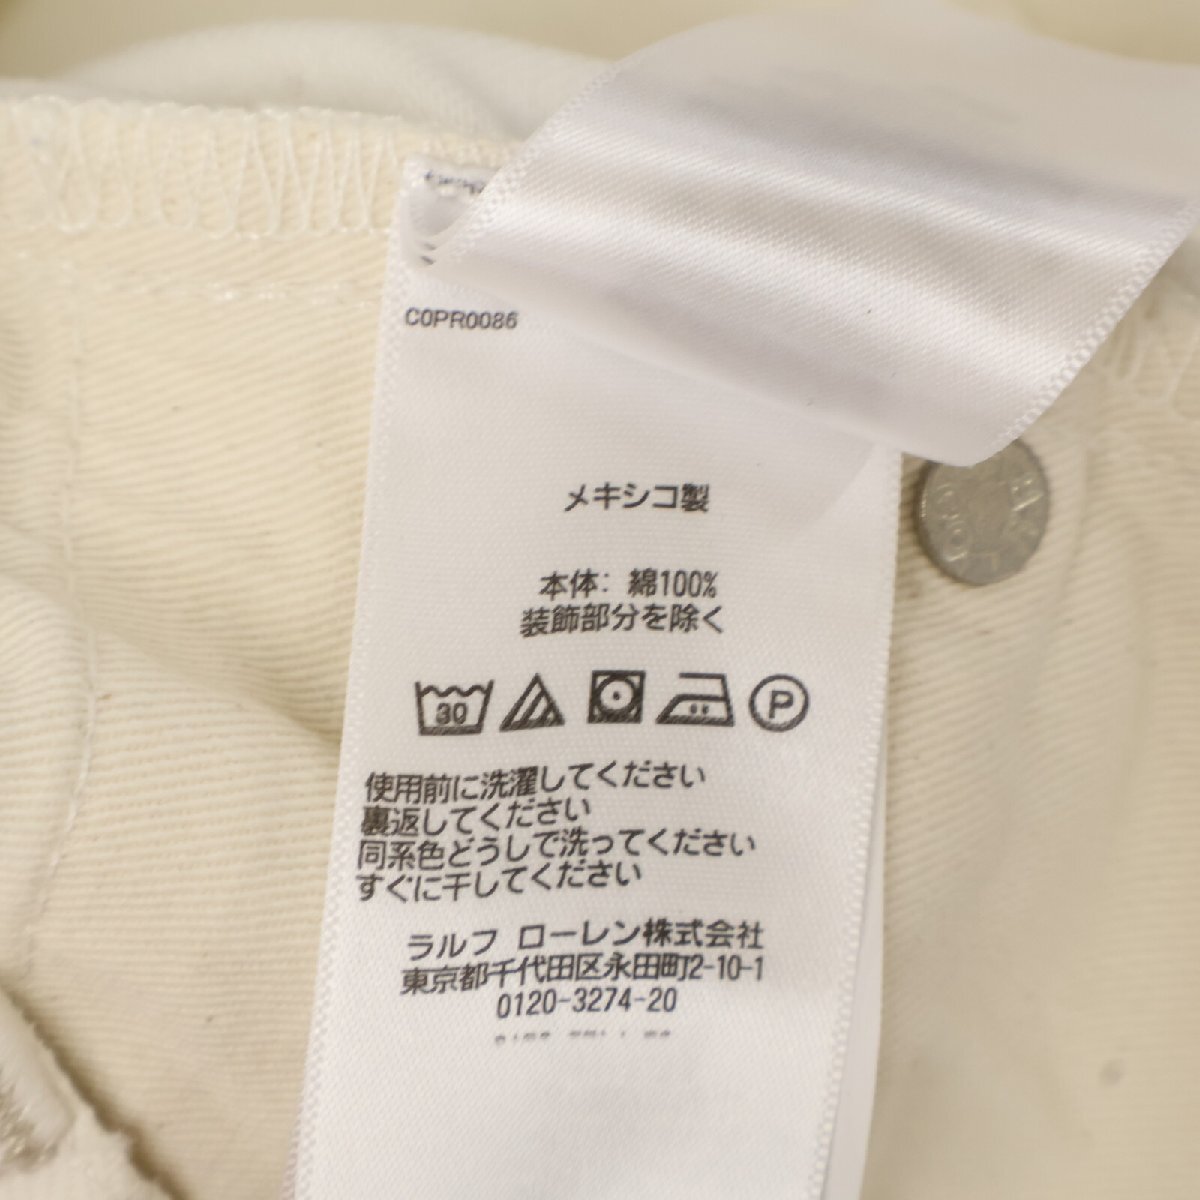 C0PR0086
メキシコ製
本体: 綿100%
装飾部分を除く
30 P
使用前に洗濯してください
裏返してください
同系色どうしで洗ってください
すぐに干してください
ラルフ ローレン株式会社
東京都千代田区永田町2-10-1
0120-3274-20